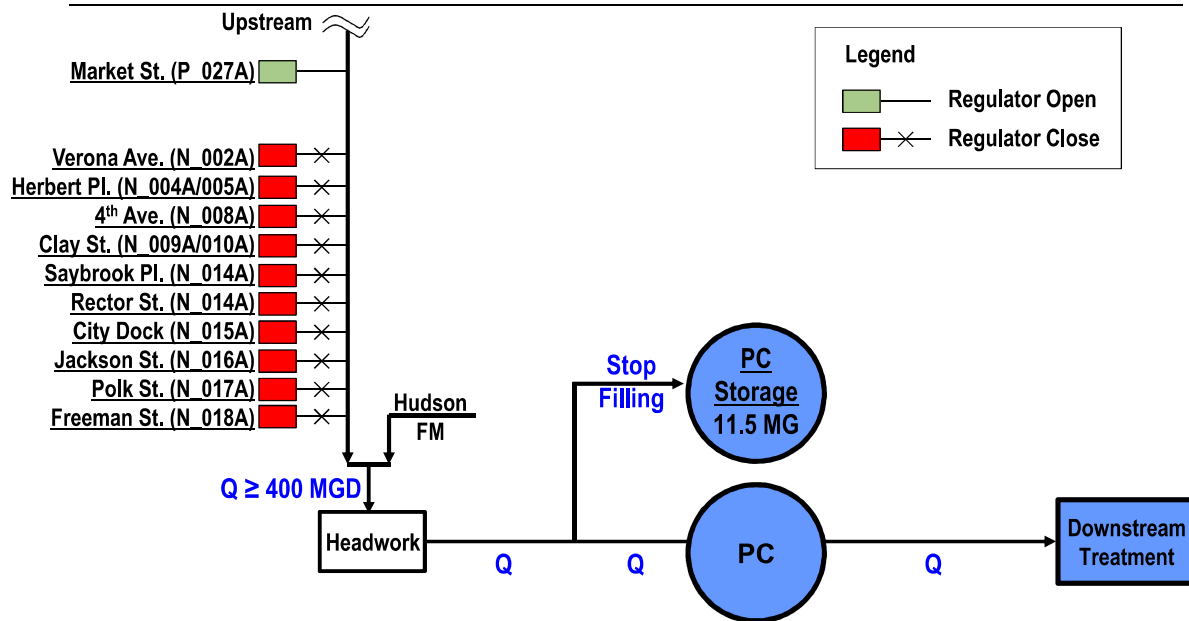 Upstream
Market St. (P_027A)
Verona Ave. (N_002A)
Herbert Pl. (N_004A/005A)
4th Ave. (N_008A)
Clay St. (N_009A/010A)
Saybrook Pl. (N_014A)
Rector St. (N_014A)
City Dock (N_015A)
Jackson St. (N_016A)
Polk St. (N_017A)
Freeman St. (N_018A)
Legend
Regulator Open
Regulator Close
Hudson
FM
Q ≥ 400 MGD
Headwork
Stop
Filling
PC
Storage
11.5 MG
Q
Q
PC
Q
Downstream
Treatment